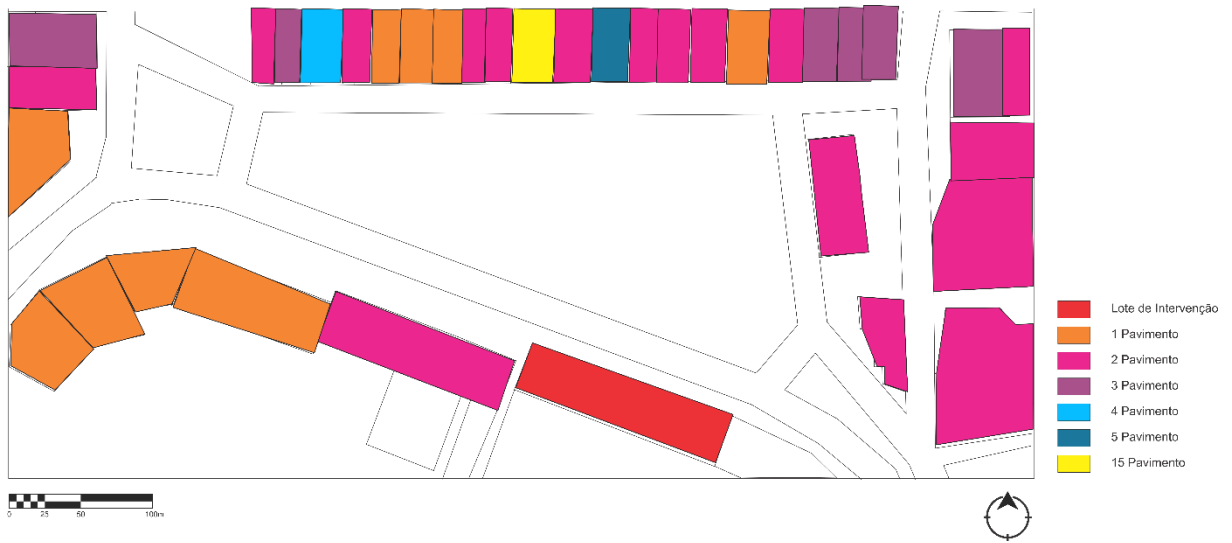 Lote de Intervenção
1 Pavimento
2 Pavimento
3 Pavimento
4 Pavimento
5 Pavimento
15 Pavimento
0 25 50 100m